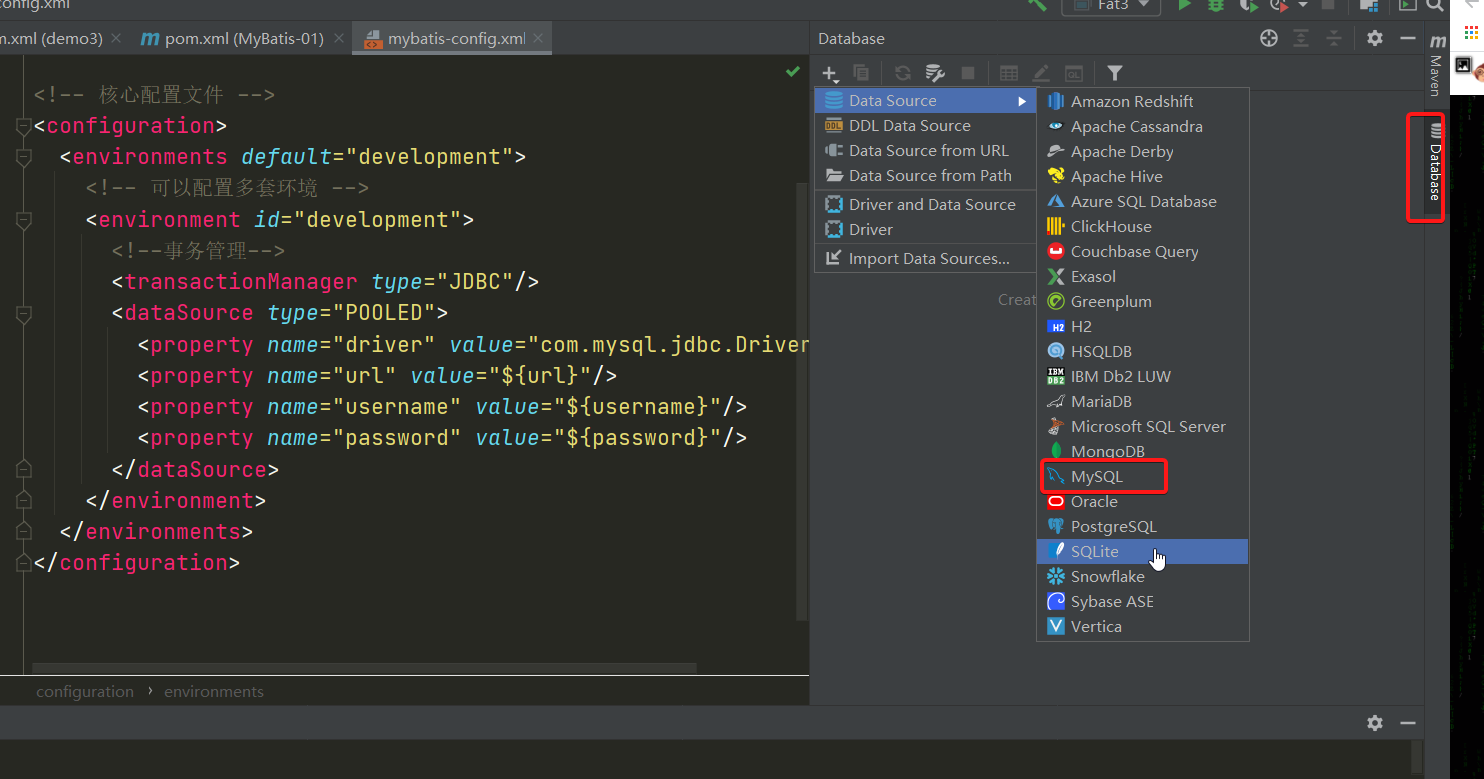 config.xml
Fat3
m.xml (demo3)
pom.xml (MyBatis-01)
mybatis-config.xml
Database
<!-- 核心配置文件 -->
<configuration>
<environments default="development">
<!-- 可以配置多套环境 -->
<environment id="development">
<!--事务管理-->
<transactionManager type="JDBC"/>
<dataSource type="POOLED">
<property name="driver" value="com.mysql.jdbc.Driver
<property name="url" value="${url}"/>
<property name="username" value="${username}"/>
<property name="password" value="${password}"/>
</dataSource>
</environment>
</environments>
</configuration>
configuration › environments
Data Source
DDL Data Source
Data Source from URL
Data Source from Path
Driver and Data Source
Driver
Import Data Sources...
Creat
Amazon Redshift
Apache Cassandra
Apache Derby
Apache Hive
Azure SQL Database
ClickHouse
Couchbase Query
Exasol
Greenplum
H2
HSQLDB
IBM Db2 LUW
MariaDB
Microsoft SQL Server
MongoDB
MySQL
Oracle
PostgreSQL
SQLite
Snowflake
Sybase ASE
Vertica
Maven
Database